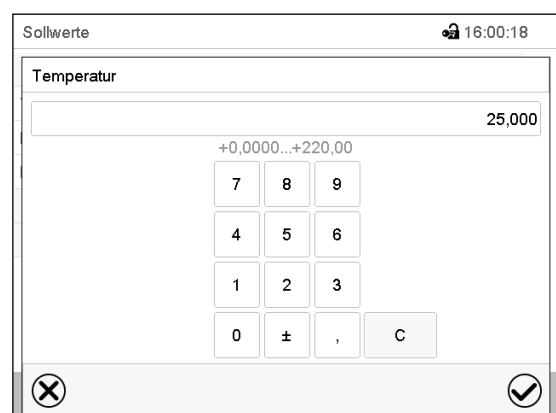 Sollwerte 16:00:18
Temperatur
25,000
+0,0000...+220,00
7 8 9
4 5 6
1 2 3
0 ± , C